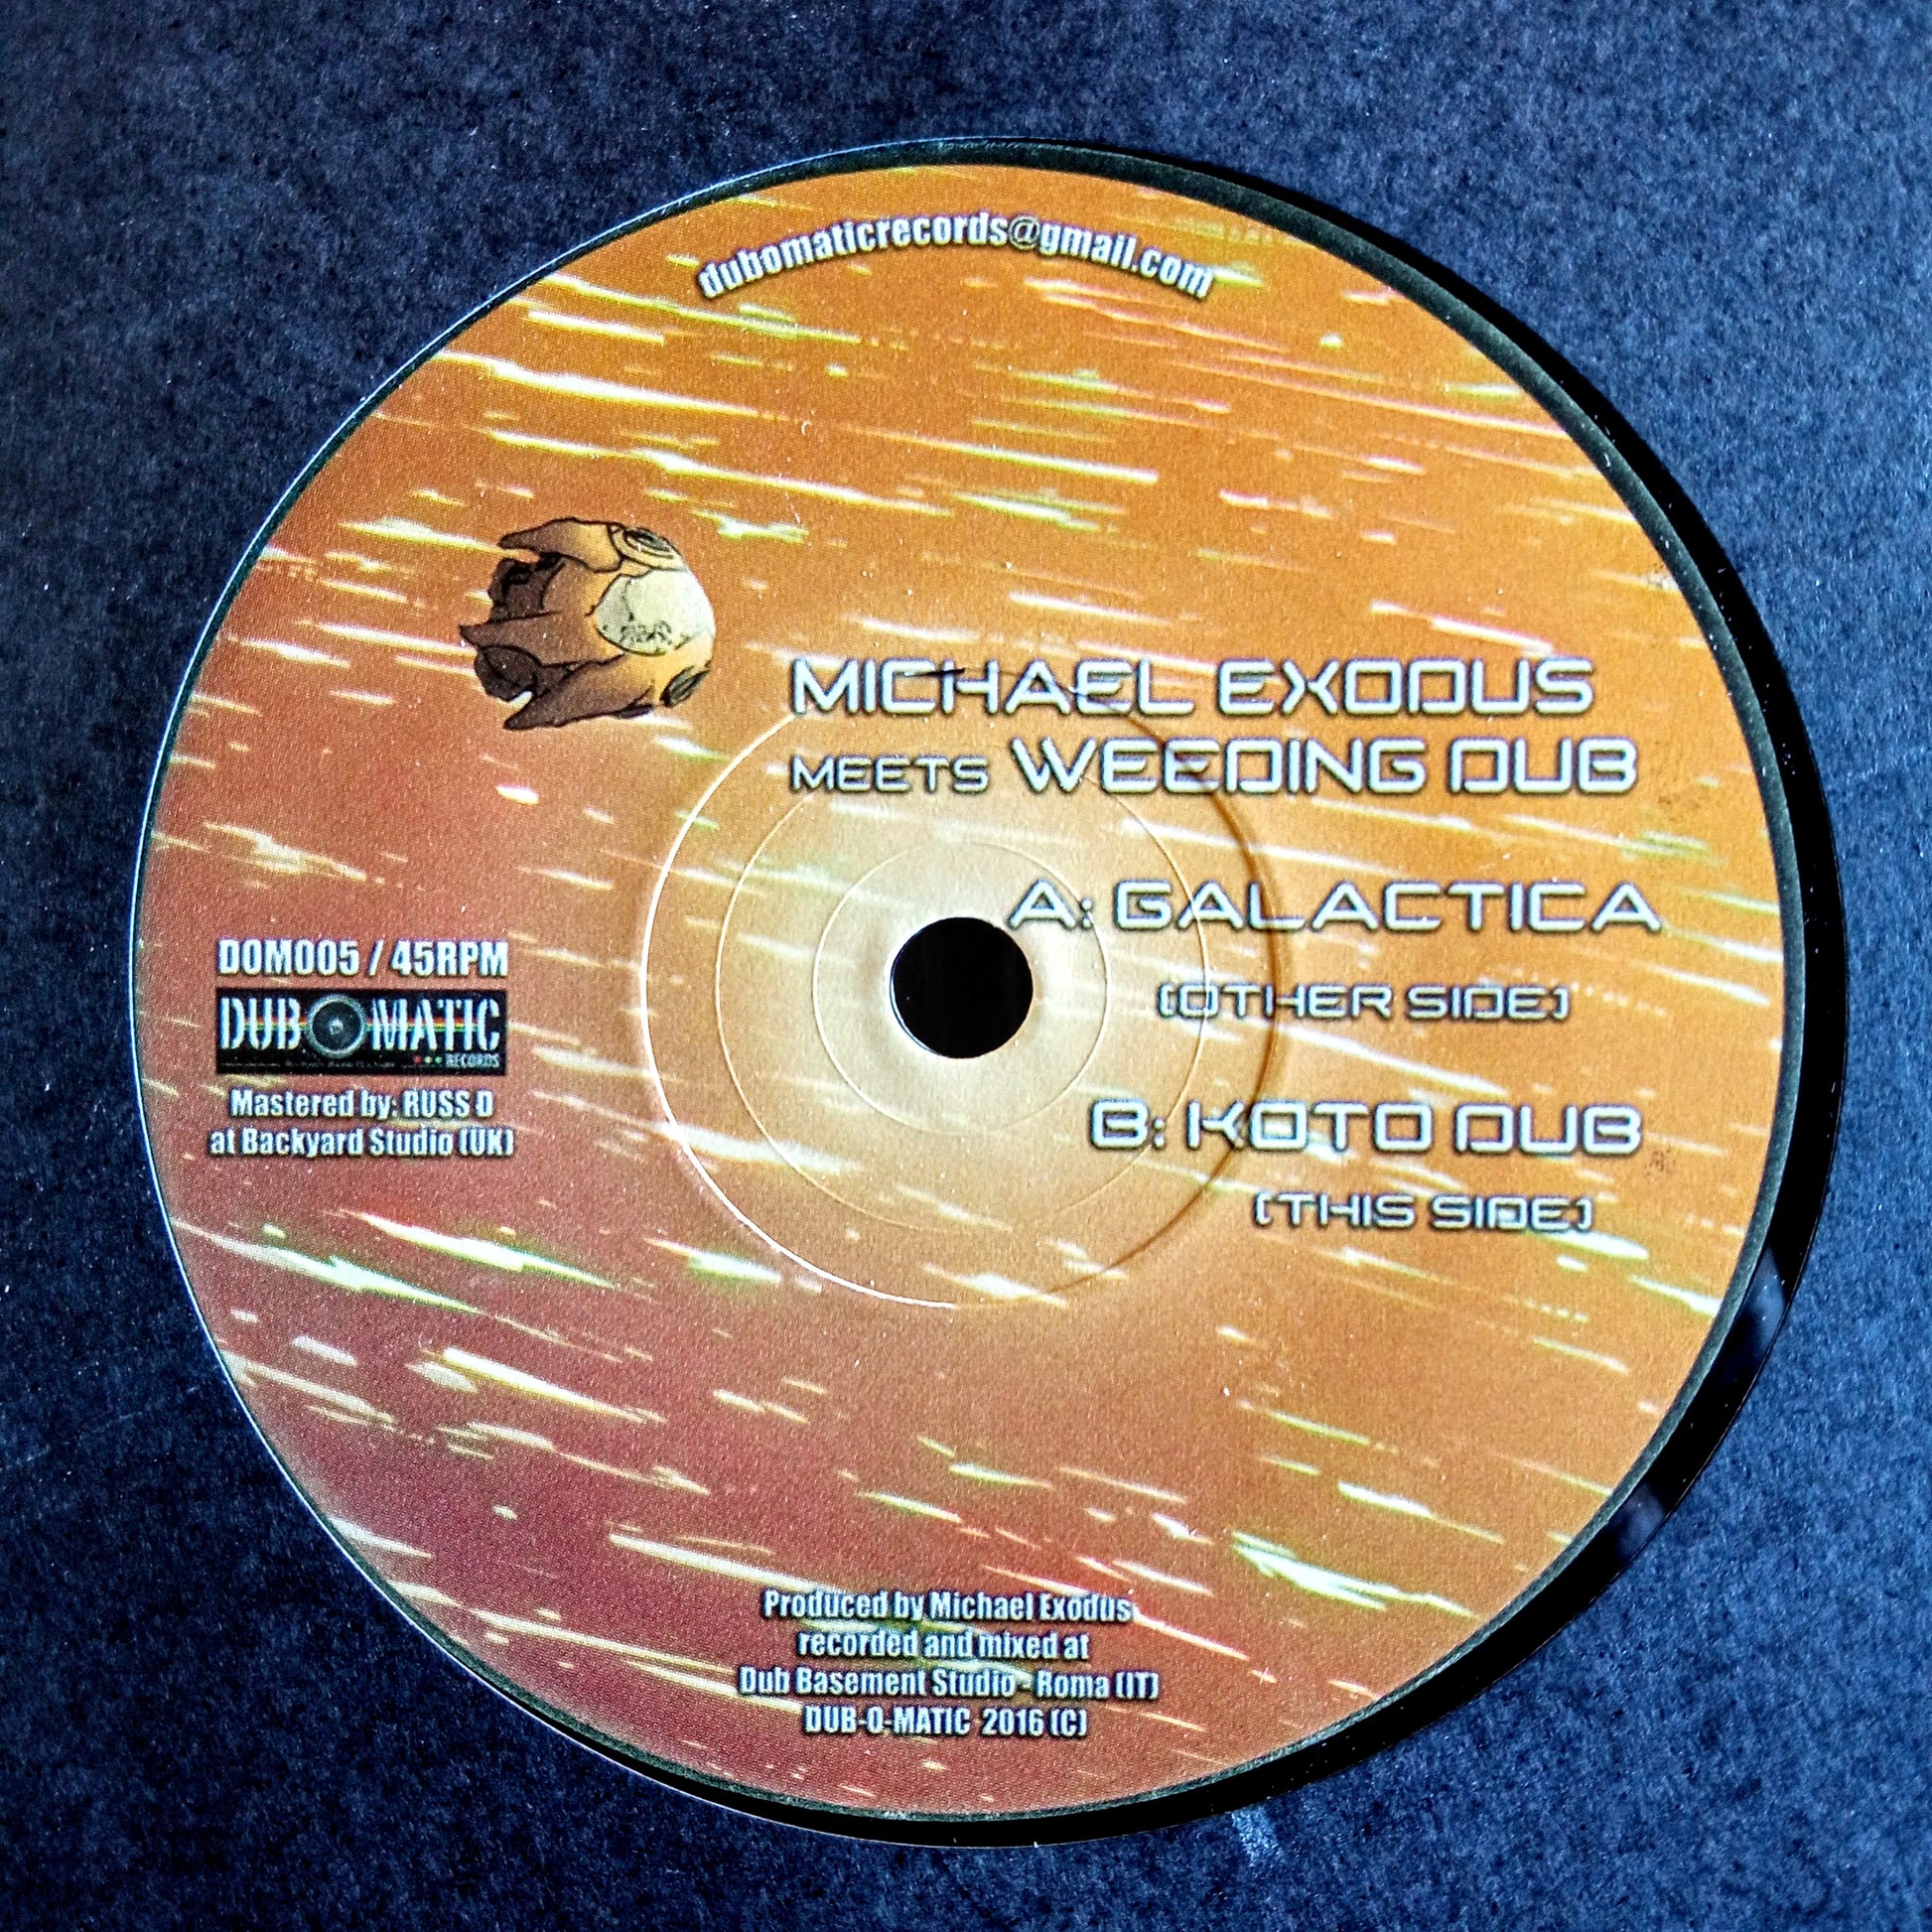 dubomaticrecords@gmail.com
MICHAEL EXODUS
MEETS WEEDING DUB
A: GALACTICA
(OTHER SIDE)
B: KOTO DUB
(THIS SIDE)
DOM005 / 45RPM
DUB O MATIC
RECORDS
Mastered by: RUSS D
at Backyard Studio (UK)
Produced by Michael Exodus
recorded and mixed at
Dub Basement Studio - Roma (IT)
DUB-O-MATIC 2016 (C)